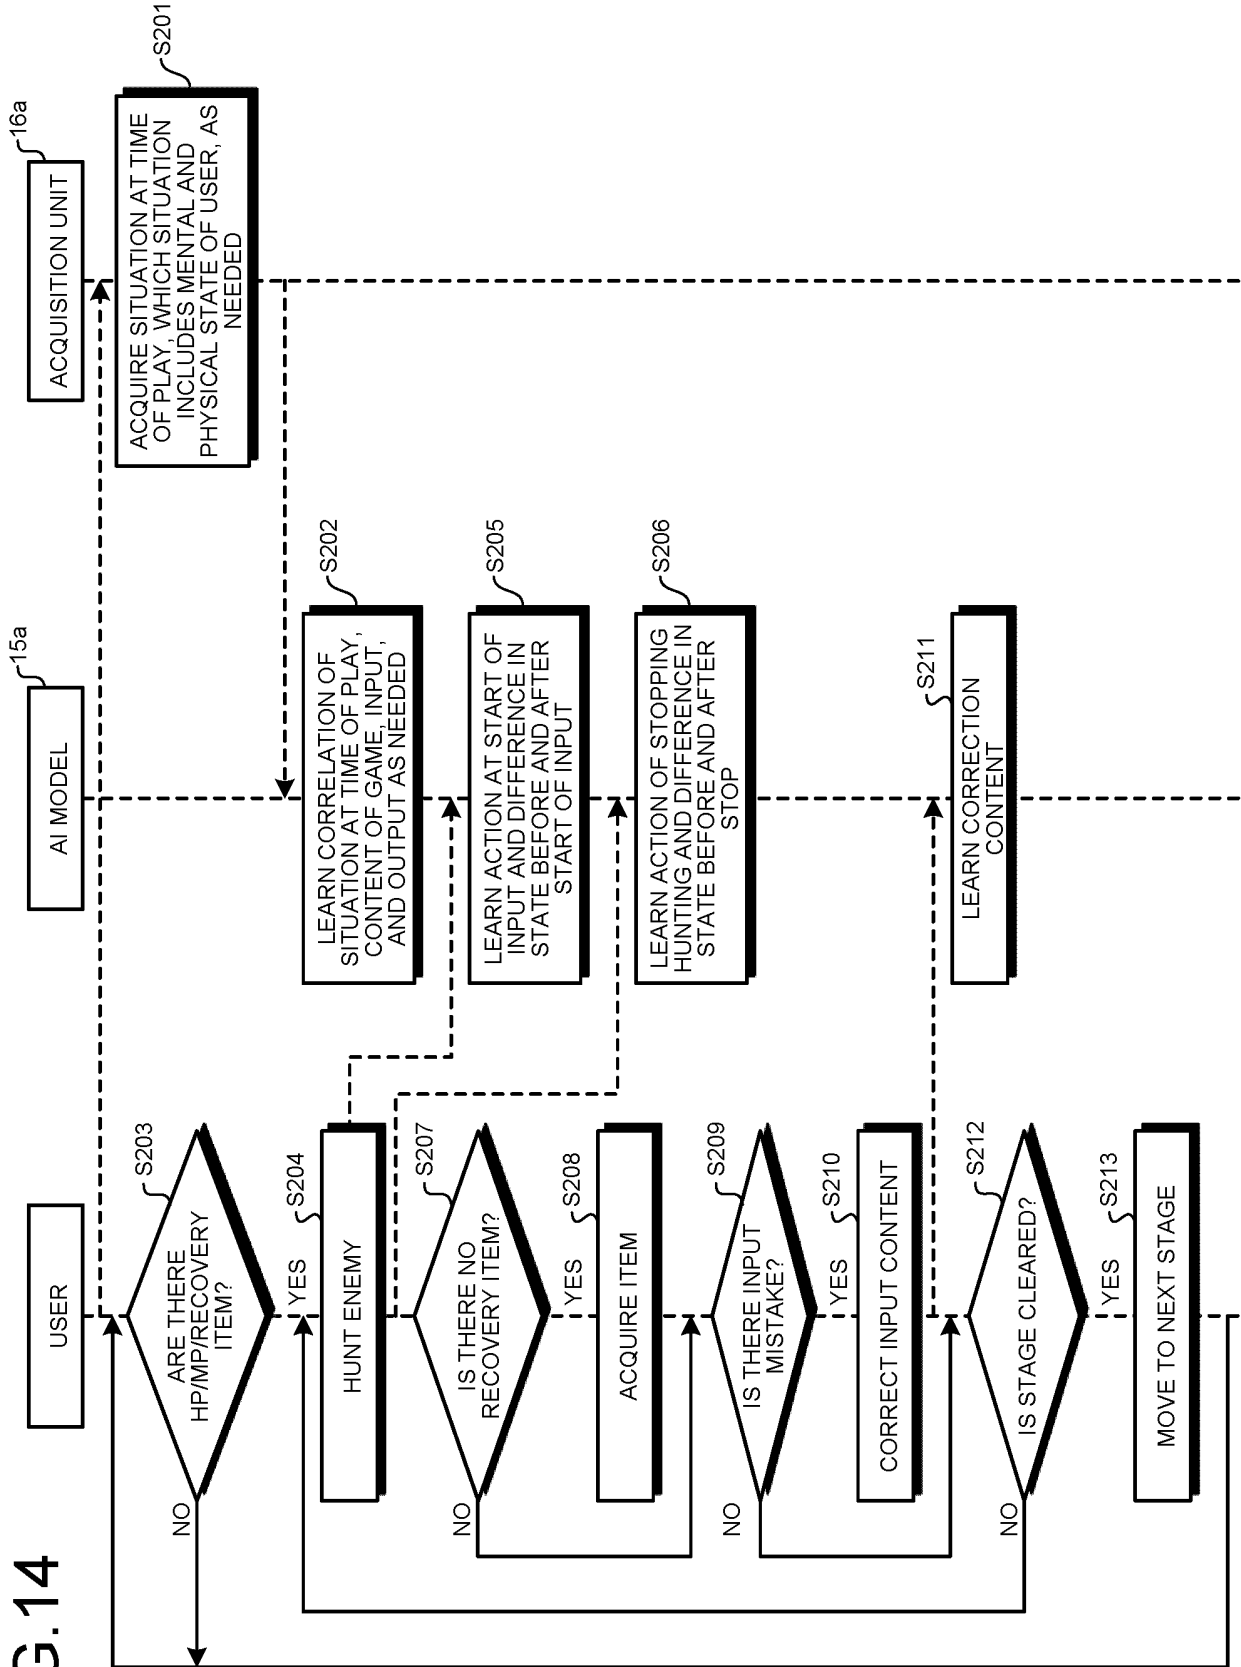 G.14
USER
AI MODEL
15a
ACQUISITION UNIT
16a
ACQUIRE SITUATION AT TIME
OF PLAY, WHICH SITUATION
INCLUDES MENTAL AND
PHYSICAL STATE OF USER, AS
NEEDED
S201
LEARN CORRELATION OF
SITUATION AT TIME OF PLAY,
CONTENT OF GAME, INPUT,
AND OUTPUT AS NEEDED
S202
ARE THERE
HP/MP/RECOVERY
ITEM?
S203
NO
YES
HUNT ENEMY
S204
LEARN ACTION AT START OF
INPUT AND DIFFERENCE IN
STATE BEFORE AND AFTER
START OF INPUT
S205
LEARN ACTION OF STOPPING
HUNTING AND DIFFERENCE IN
STATE BEFORE AND AFTER
STOP
S206
IS THERE NO
RECOVERY ITEM?
S207
NO
YES
ACQUIRE ITEM
S208
IS THERE INPUT
MISTAKE?
S209
NO
YES
CORRECT INPUT CONTENT
S210
LEARN CORRECTION
CONTENT
S211
IS STAGE CLEARED?
S212
NO
YES
MOVE TO NEXT STAGE
S213